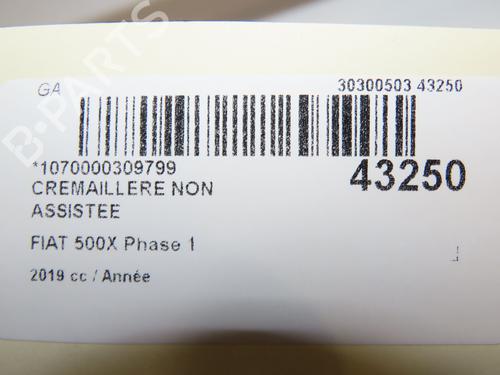 GA
30300503 43250
*1070000309799
43250
CREMAILLERE NON
ASSISTEE
FIAT 500X Phase 1
2019 cc / Année
B-PARTS